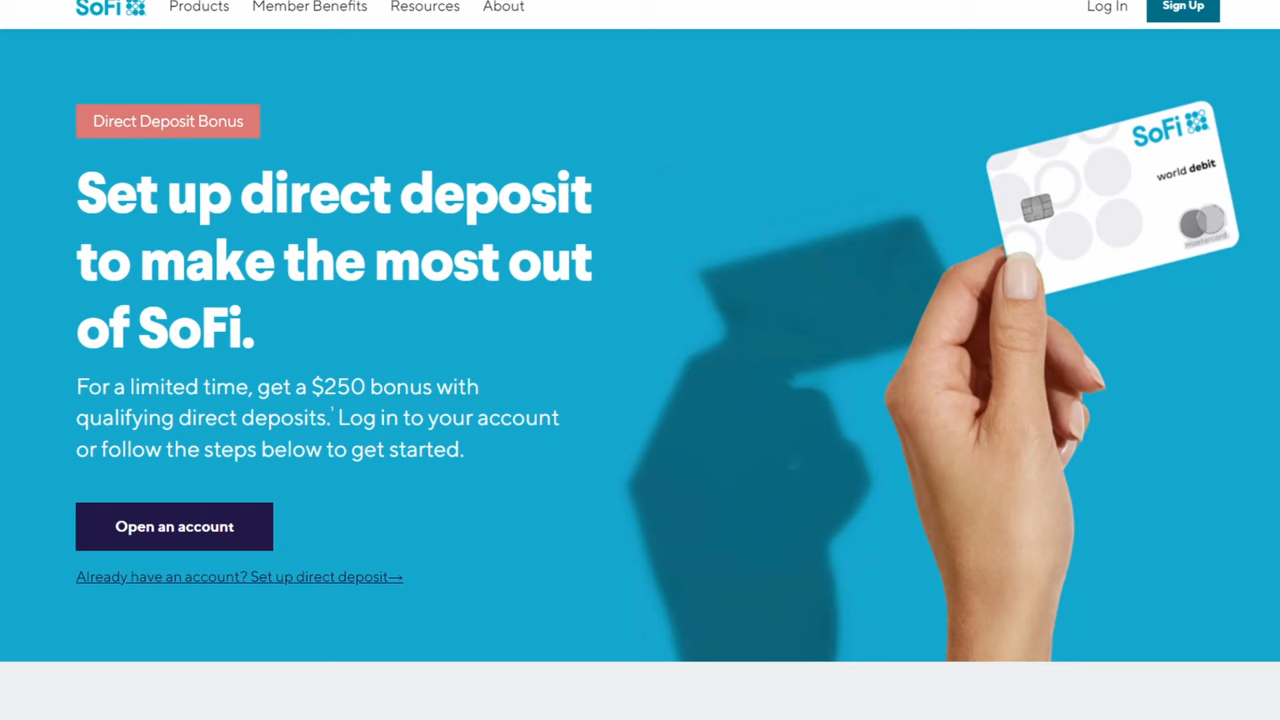 SoFi Products Member Benefits Resources About Log In Sign Up
Direct Deposit Bonus
Set up direct deposit
to make the most out
of SoFi.
For a limited time, get a $250 bonus with
qualifying direct deposits.¹ Log in to your account
or follow the steps below to get started.
Open an account
Already have an account? Set up direct deposit→
SoFi
world debit
mastercard